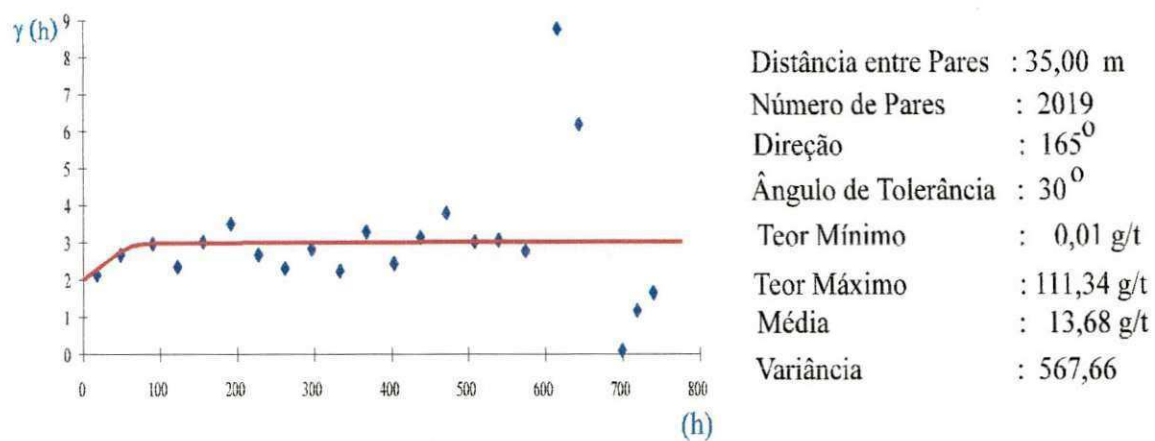 γ (h)
9
8
7
6
5
4
3
2
1
0
0 100 200 300 400 500 600 700 800
(h)
Distância entre Pares : 35,00 m
Número de Pares : 2019
Direção : 165⁰
Ângulo de Tolerância : 30⁰
Teor Mínimo : 0,01 g/t
Teor Máximo : 111,34 g/t
Média : 13,68 g/t
Variância : 567,66